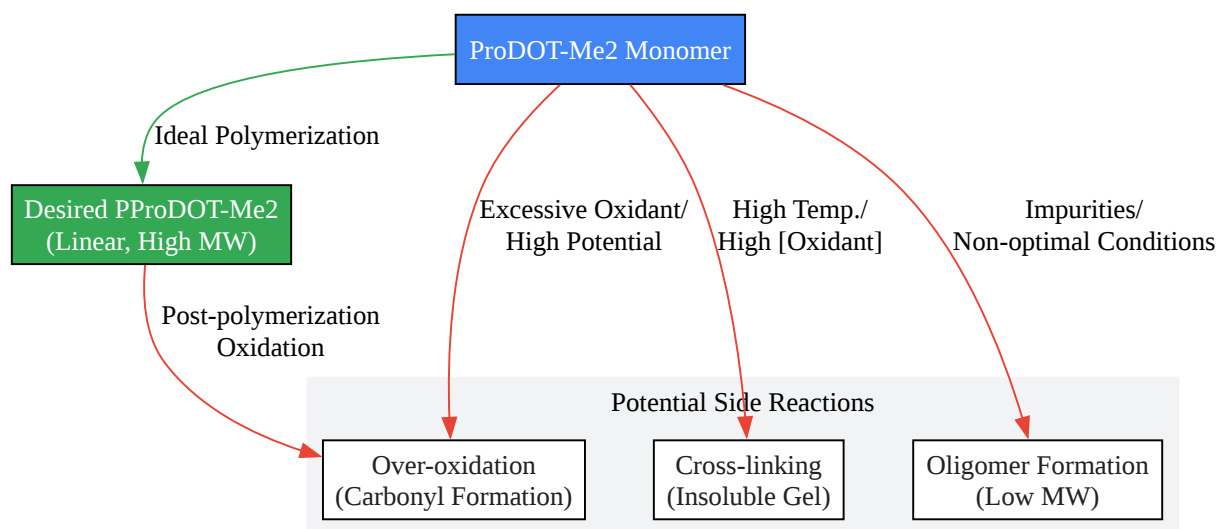 ProDOT-Me2 Monomer
Ideal Polymerization
Desired PProDOT-Me2
(Linear, High MW)
Excessive Oxidant/
High Potential
High Temp./
High [Oxidant]
Impurities/
Non-optimal Conditions
Post-polymerization
Oxidation
Potential Side Reactions
Over-oxidation
(Carbonyl Formation)
Cross-linking
(Insoluble Gel)
Oligomer Formation
(Low MW)